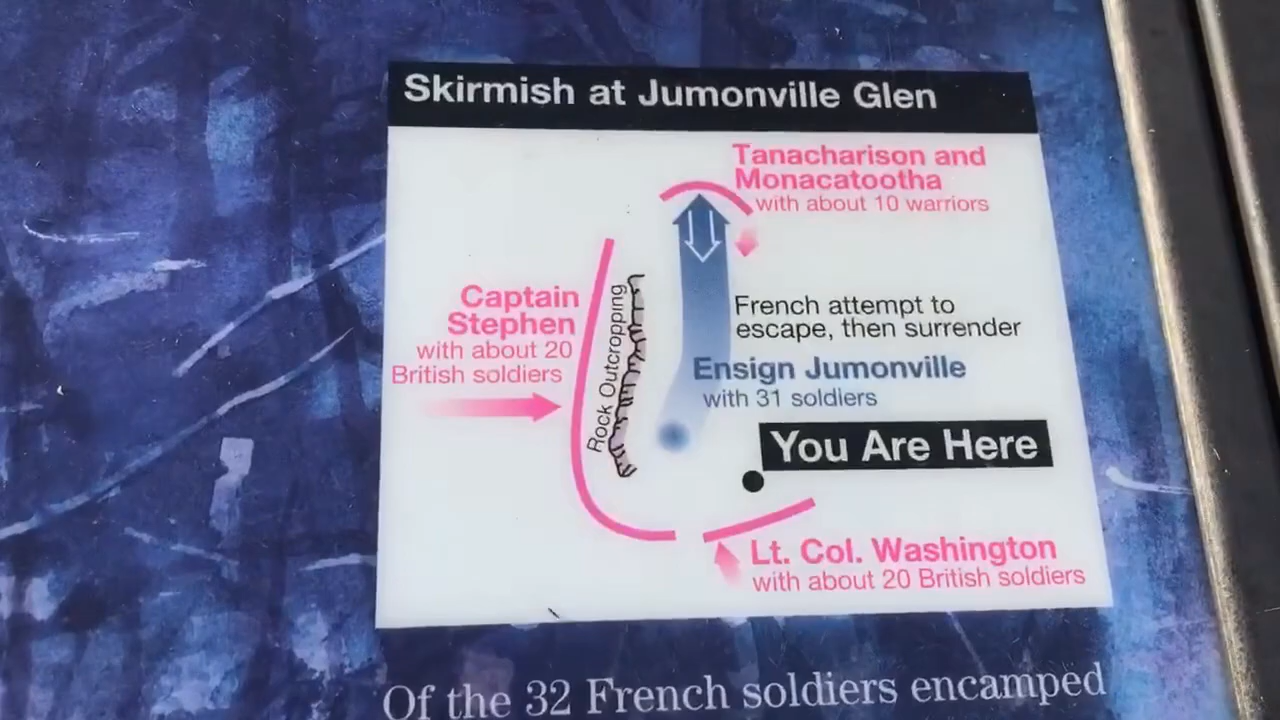 Skirmish at Jumonville Glen
Tanacharison and
Monacatootha
with about 10 warriors
Captain
Stephen
with about 20
British soldiers
Rock Outcropping
French attempt to
escape, then surrender
Ensign Jumonville
with 31 soldiers
You Are Here
Lt. Col. Washington
with about 20 British soldiers
Of the 32 French soldiers encamped